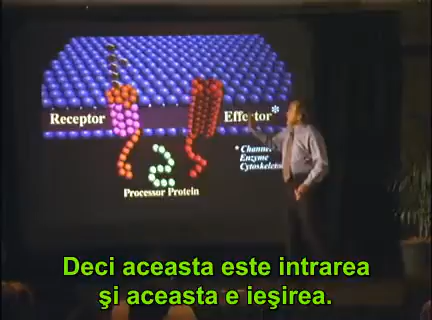 Receptor
Effector*
* Channel
Enzyme
Cytoskeleton
Processor Protein
Deci aceasta este intrarea
şi aceasta e ieşirea.